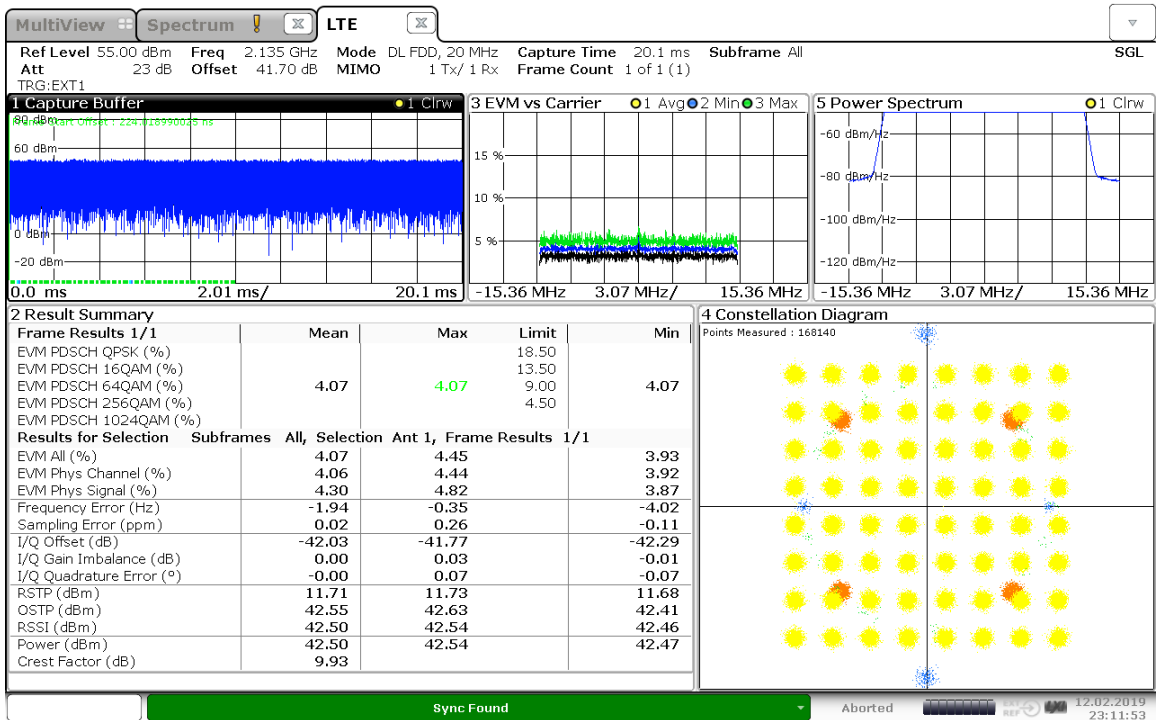 MultiView Spectrum LTE
Ref Level 55.00 dBm Freq 2.135 GHz Mode DL FDD, 20 MHz Capture Time 20.1 ms Subframe All SGL
Att 23 dB Offset 41.70 dB MIMO 1 Tx/ 1 Rx Frame Count 1 of 1 (1)
TRG:EXT1
1 Capture Buffer 1 Clrw
80 dBm
Frame Start Offset : 224.018990025 ns
60 dBm
0 dBm
-20 dBm
0.0 ms 2.01 ms/ 20.1 ms
3 EVM vs Carrier 1 Avg 2 Min 3 Max
15 %
10 %
5 %
-15.36 MHz 3.07 MHz/ 15.36 MHz
5 Power Spectrum 1 Clrw
-60 dBm/Hz
-80 dBm/Hz
-100 dBm/Hz
-120 dBm/Hz
-15.36 MHz 3.07 MHz/ 15.36 MHz
2 Result Summary
Frame Results 1/1 Mean Max Limit Min
EVM PDSCH QPSK (%) 18.50
EVM PDSCH 16QAM (%) 13.50
EVM PDSCH 64QAM (%) 4.07 4.07 9.00 4.07
EVM PDSCH 256QAM (%) 4.50
EVM PDSCH 1024QAM (%)
Results for Selection Subframes All, Selection Ant 1, Frame Results 1/1
EVM All (%) 4.07 4.45 3.93
EVM Phys Channel (%) 4.06 4.44 3.92
EVM Phys Signal (%) 4.30 4.82 3.87
Frequency Error (Hz) -1.94 -0.35 -4.02
Sampling Error (ppm) 0.02 0.26 -0.11
I/Q Offset (dB) -42.03 -41.77 -42.29
I/Q Gain Imbalance (dB) 0.00 0.03 -0.01
I/Q Quadrature Error (°) -0.00 0.07 -0.07
RSTP (dBm) 11.71 11.73 11.68
OSTP (dBm) 42.55 42.63 42.41
RSSI (dBm) 42.50 42.54 42.46
Power (dBm) 42.50 42.54 42.47
Crest Factor (dB) 9.93
4 Constellation Diagram
Points Measured : 168140
Sync Found Aborted EXT REF LXI 12.02.2019
23:11:53